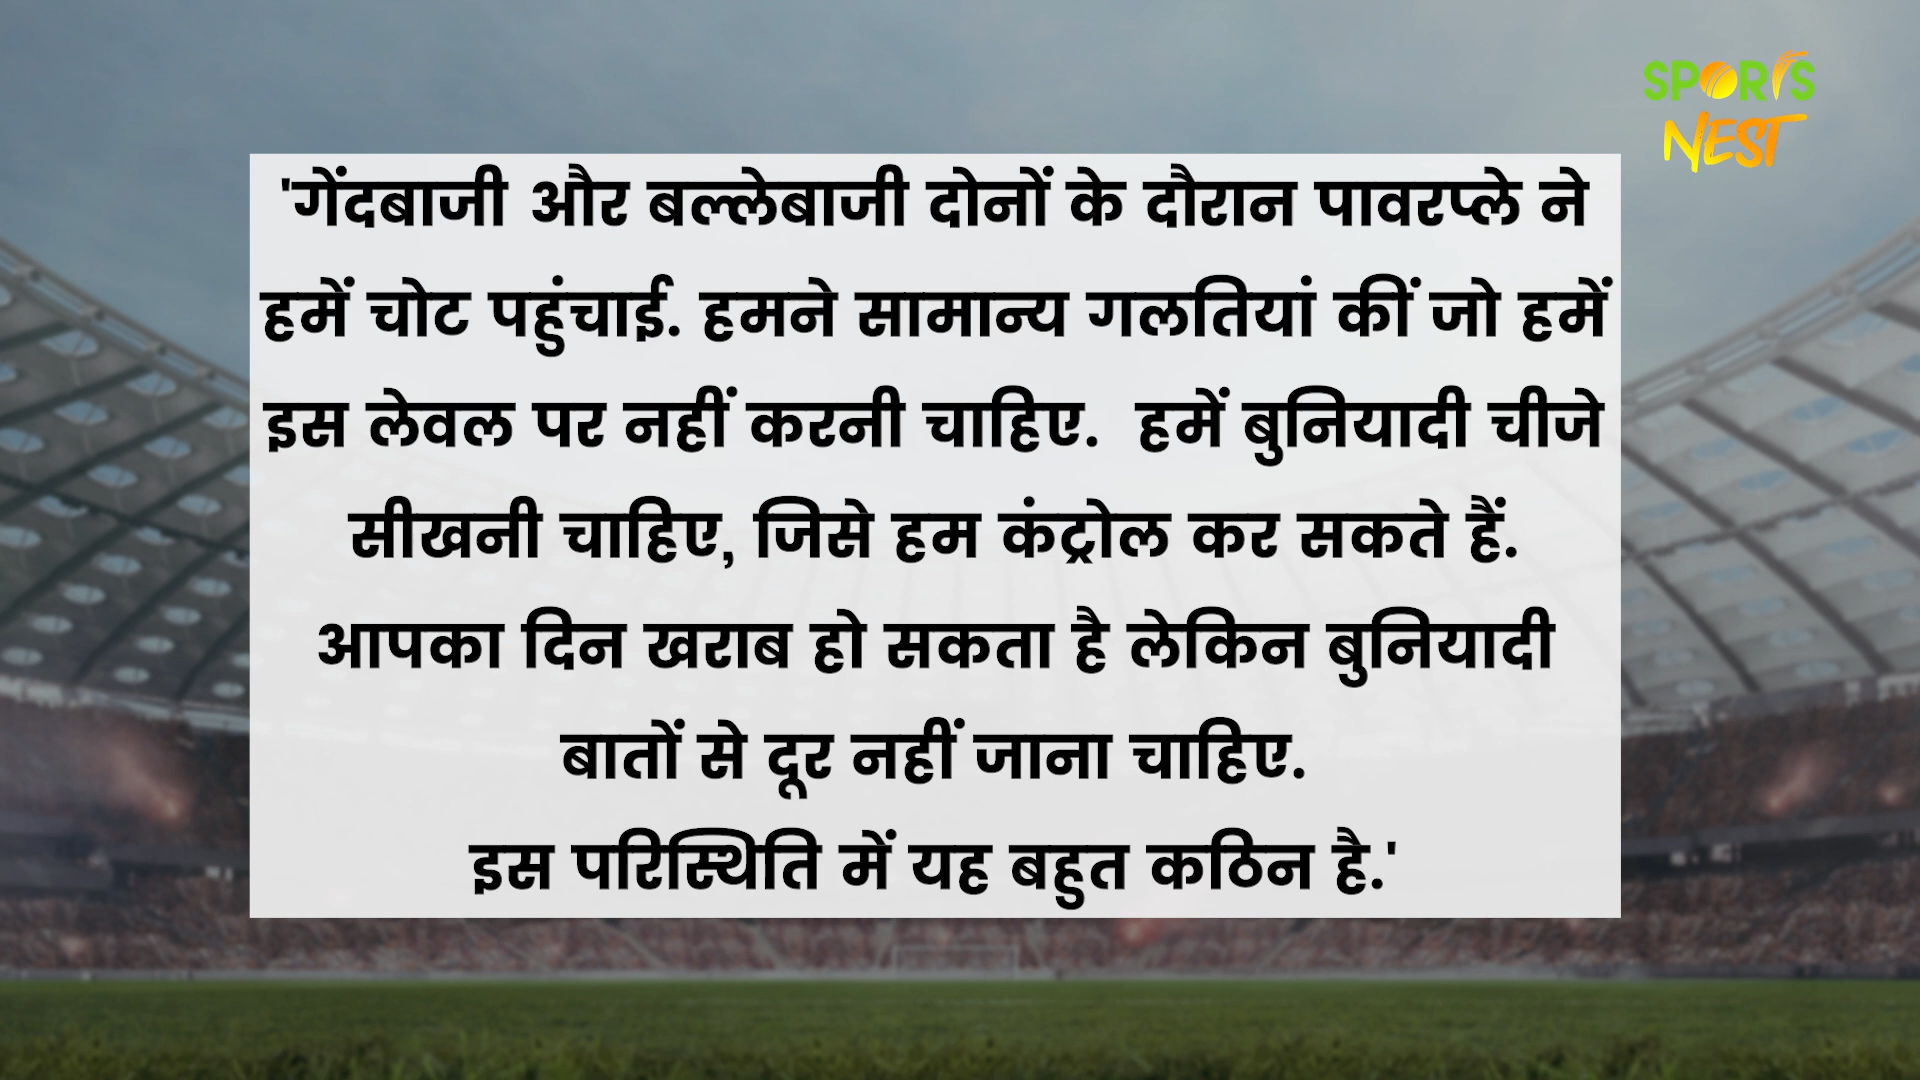 SPORTS
NEST
'गेंदबाजी और बल्लेबाजी दोनों के दौरान पावरप्ले ने
हमें चोट पहुंचाई. हमने सामान्य गलतियां कीं जो हमें
इस लेवल पर नहीं करनी चाहिए. हमें बुनियादी चीजे
सीखनी चाहिए, जिसे हम कंट्रोल कर सकते हैं.
आपका दिन खराब हो सकता है लेकिन बुनियादी
बातों से दूर नहीं जाना चाहिए.
इस परिस्थिति में यह बहुत कठिन है.'